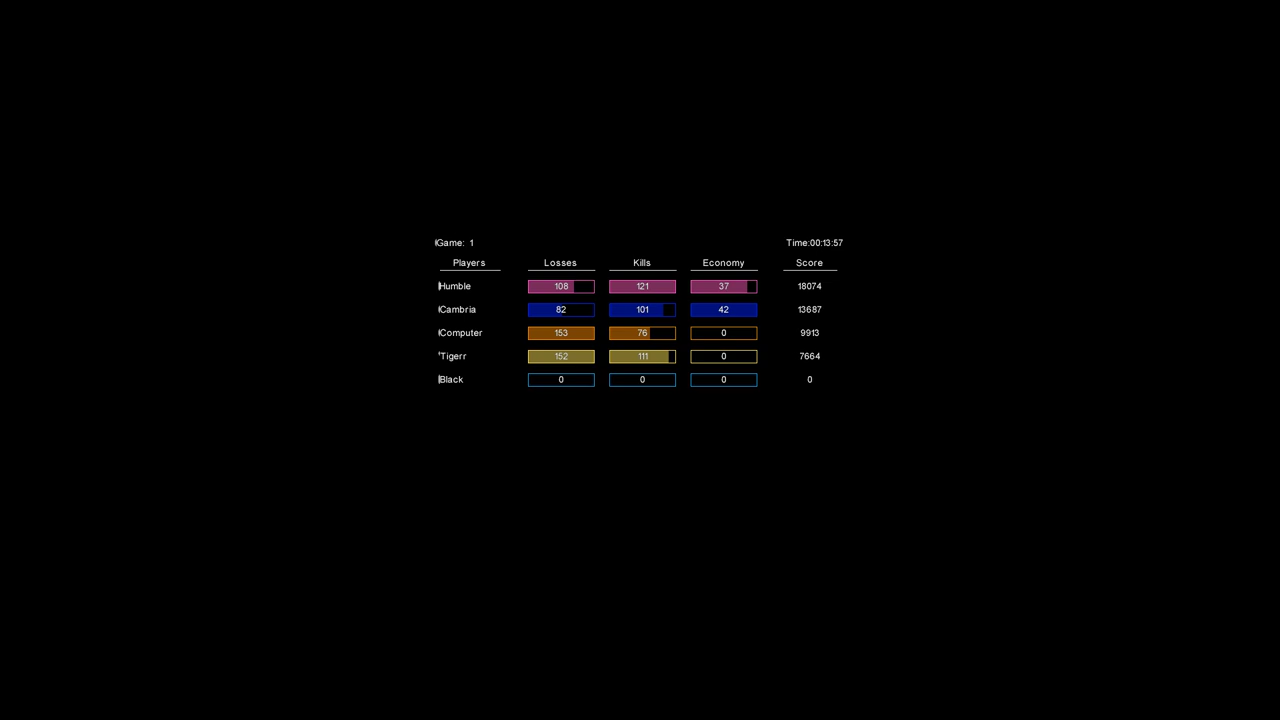 Game: 1 Time:00:13:57
Players Losses Kills Economy Score
Humble 108 121 37 18074
Cambria 82 101 42 13687
Computer 153 76 0 9913
Tigerr 152 111 0 7664
Black 0 0 0 0